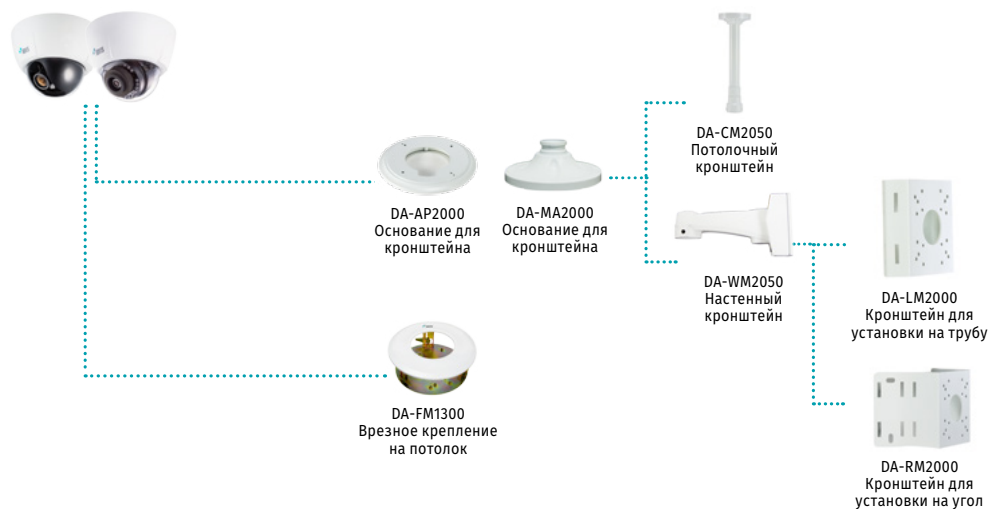 DA-CM2050
Потолочный
кронштейн
DA-AP2000
Основание для
кронштейна
DA-MA2000
Основание для
кронштейна
DA-WM2050
Настенный
кронштейн
DA-LM2000
Кронштейн для
установки на трубу
DA-FM1300
Врезное крепление
на потолок
DA-RM2000
Кронштейн для
установки на угол